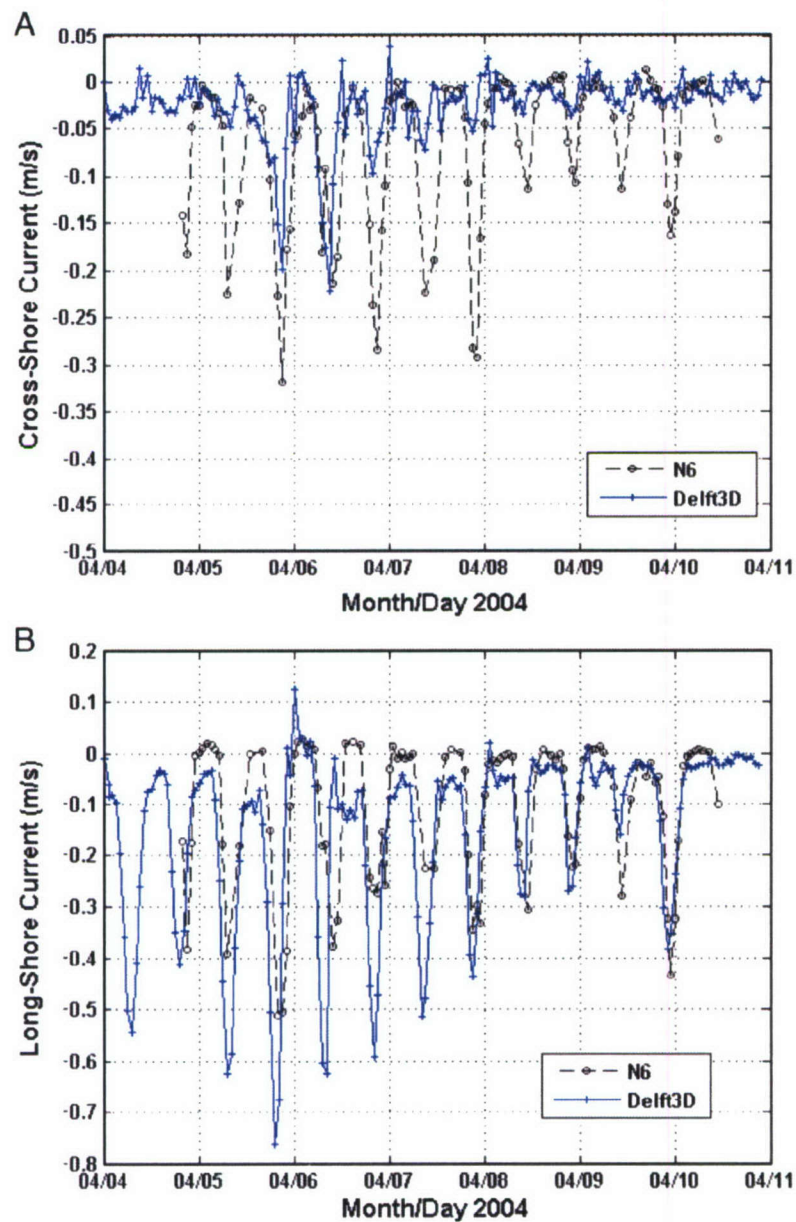 A
0.05
0
-0.05
-0.1
-0.15
-0.2
-0.25
-0.3
-0.35
-0.4
-0.45
-0.5
Cross-Shore Current (m/s)
N6
Delft3D
04/04 04/05 04/06 04/07 04/08 04/09 04/10 04/11
Month/Day 2004
B
0.2
0.1
0
-0.1
-0.2
-0.3
-0.4
-0.5
-0.6
-0.7
-0.8
Long-Shore Current (m/s)
N6
Delft3D
04/04 04/05 04/06 04/07 04/08 04/09 04/10 04/11
Month/Day 2004